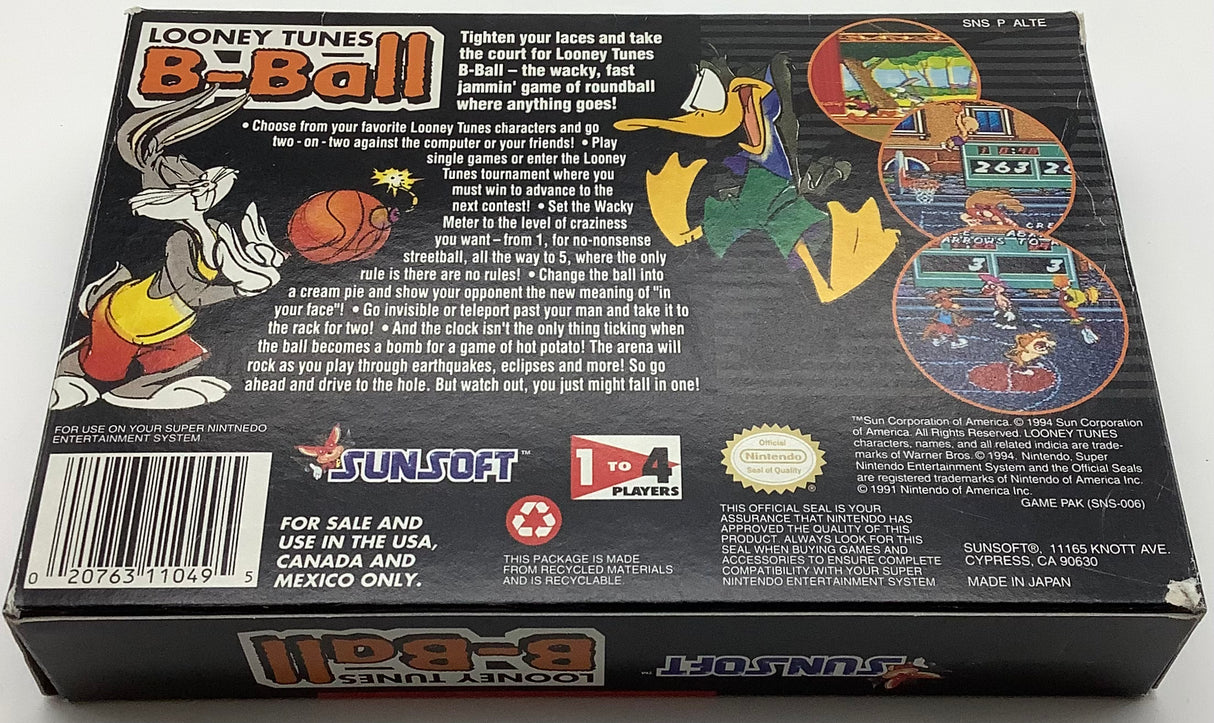 SNS P ALTE
LOONEY TUNES
B-Ball
Tighten your laces and take
the court for Looney Tunes
B-Ball – the wacky, fast
jammin' game of roundball
where anything goes!
• Choose from your favorite Looney Tunes characters and go
two - on - two against the computer or your friends! • Play
single games or enter the Looney
Tunes tournament where you
must win to advance to the
next contest! • Set the Wacky
Meter to the level of craziness
you want – from 1, for no-nonsense
streetball, all the way to 5, where the only
rule is there are no rules! • Change the ball into
a cream pie and show your opponent the new meaning of "in
your face"! • Go invisible or teleport past your man and take it to
the rack for two! • And the clock isn't the only thing ticking when
the ball becomes a bomb for a game of hot potato! The arena will
rock as you play through earthquakes, eclipses and more! So go
ahead and drive to the hole. But watch out, you just might fall in one!
1 0:48
263 2
ARROWS TO
3 3
FOR USE ON YOUR SUPER NINTNEDO
ENTERTAINMENT SYSTEM
0 20763 11049 5
SUNSOFT™
FOR SALE AND
USE IN THE USA,
CANADA AND
MEXICO ONLY.
1 TO 4
PLAYERS
THIS PACKAGE IS MADE
FROM RECYCLED MATERIALS
AND IS RECYCLABLE.
Official
Nintendo
Seal of Quality
®
THIS OFFICIAL SEAL IS YOUR
ASSURANCE THAT NINTENDO HAS
APPROVED THE QUALITY OF THIS
PRODUCT. ALWAYS LOOK FOR THIS
SEAL WHEN BUYING GAMES AND
ACCESSORIES TO ENSURE COMPLETE
COMPATIBILITY WITH YOUR SUPER
NINTENDO ENTERTAINMENT SYSTEM.
™Sun Corporation of America. © 1994 Sun Corporation
of America. All Rights Reserved. LOONEY TUNES
characters, names, and all related indicia are trade-
marks of Warner Bros. © 1994. Nintendo, Super
Nintendo Entertainment System and the Official Seals
are registered trademarks of Nintendo of America Inc.
© 1991 Nintendo of America Inc.
GAME PAK (SNS-006)
SUNSOFT®, 11165 KNOTT AVE.
CYPRESS, CA 90630
MADE IN JAPAN
LOONEY TUNES
B-Ball
SUNSOFT™